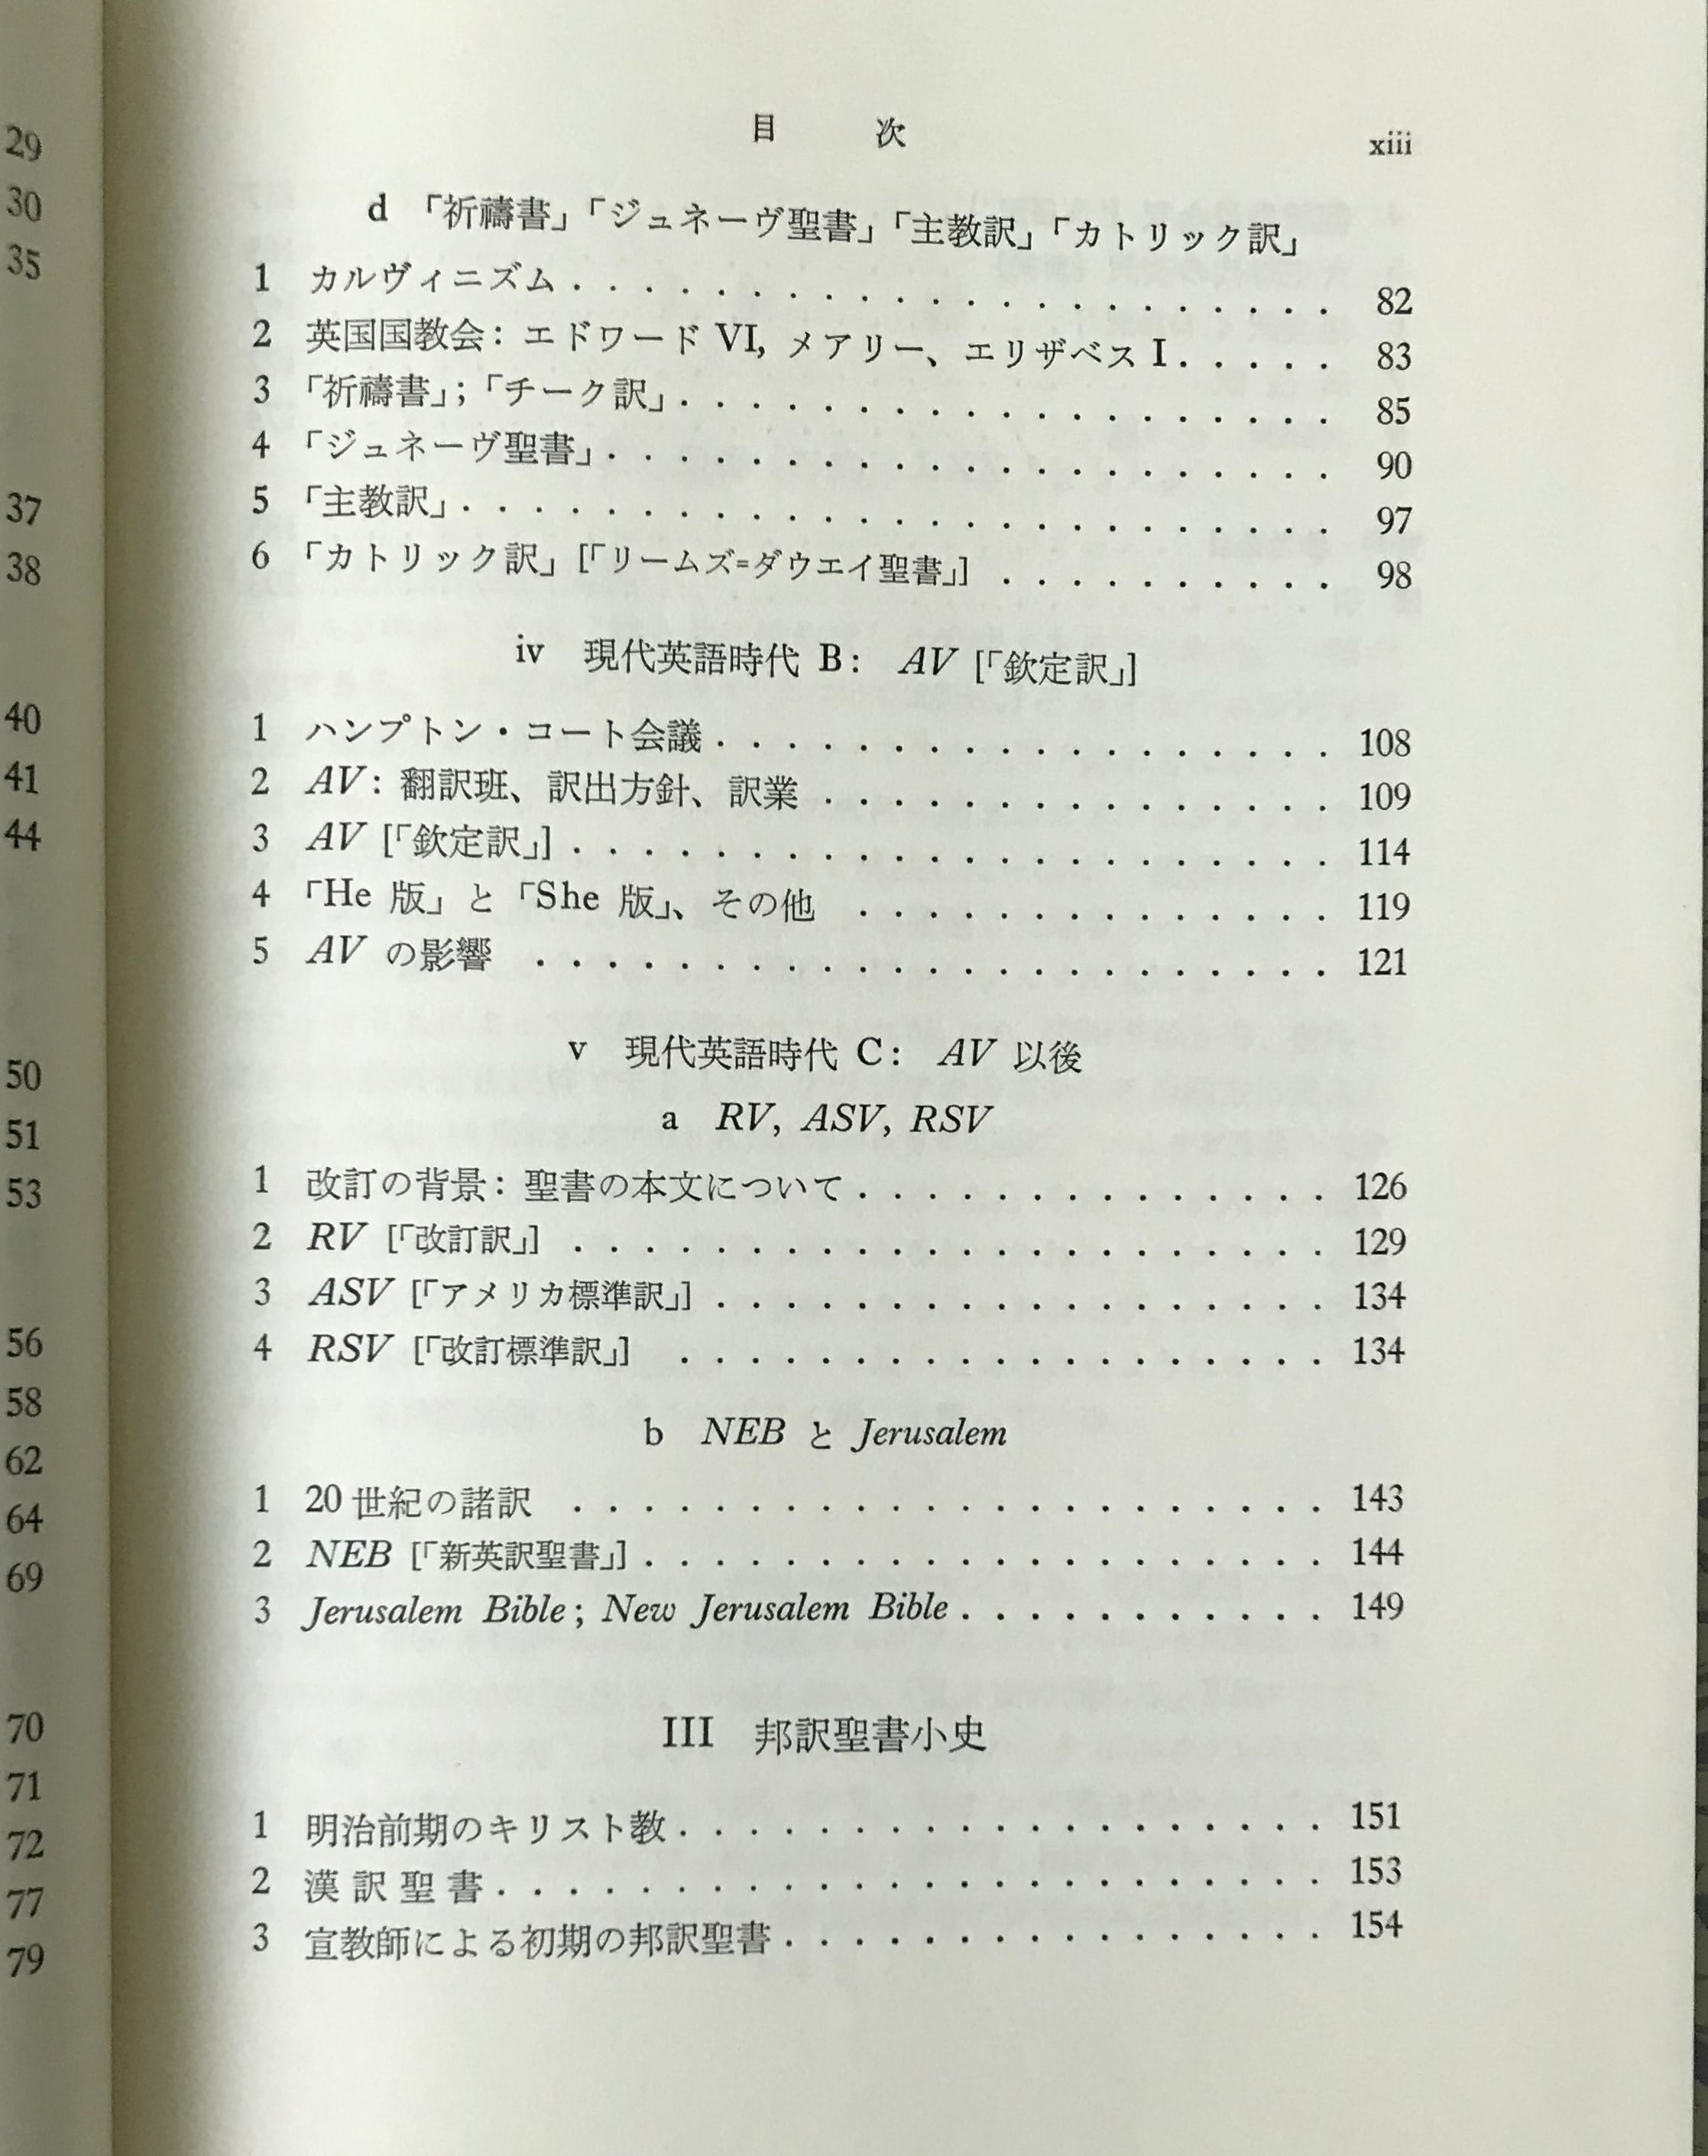 29
30
35
37
38
40
41
44
50
51
53
56
58
62
64
69
70
71
72
77
79
目 次 xiii
d 「祈禱書」「ジュネーヴ聖書」「主教訳」「カトリック訳」
1 カルヴィニズム . . . . . . . . . . . . . . . . . . . . . . 82
2 英国国教会: エドワード VI, メアリー、エリザベス I . . . . . 83
3 「祈禱書」;「チーク訳」. . . . . . . . . . . . . . . . . . . 85
4 「ジュネーヴ聖書」. . . . . . . . . . . . . . . . . . . . . 90
5 「主教訳」. . . . . . . . . . . . . . . . . . . . . . . . . 97
6 「カトリック訳」[「リームズ=ダウエイ聖書」] . . . . . . . . . . 98
iv 現代英語時代 B: AV [「欽定訳」]
1 ハンプトン・コート会議 . . . . . . . . . . . . . . . . . . 108
2 AV: 翻訳班、訳出方針、訳業 . . . . . . . . . . . . . . . 109
3 AV [「欽定訳」] . . . . . . . . . . . . . . . . . . . . . . 114
4 「He 版」と「She 版」、その他 . . . . . . . . . . . . . . 119
5 AV の影響 . . . . . . . . . . . . . . . . . . . . . . . 121
v 現代英語時代 C: AV 以後
a RV, ASV, RSV
1 改訂の背景: 聖書の本文について . . . . . . . . . . . . . . 126
2 RV [「改訂訳」] . . . . . . . . . . . . . . . . . . . . . . 129
3 ASV [「アメリカ標準訳」] . . . . . . . . . . . . . . . . . . 134
4 RSV [「改訂標準訳」] . . . . . . . . . . . . . . . . . . . 134
b NEB と Jerusalem
1 20世紀の諸訳 . . . . . . . . . . . . . . . . . . . . . . 143
2 NEB [「新英訳聖書」] . . . . . . . . . . . . . . . . . . . . 144
3 Jerusalem Bible; New Jerusalem Bible . . . . . . . . . . . 149
III 邦訳聖書小史
1 明治前期のキリスト教 . . . . . . . . . . . . . . . . . . . 151
2 漢訳聖書 . . . . . . . . . . . . . . . . . . . . . . . . 153
3 宣教師による初期の邦訳聖書 . . . . . . . . . . . . . . . . 154